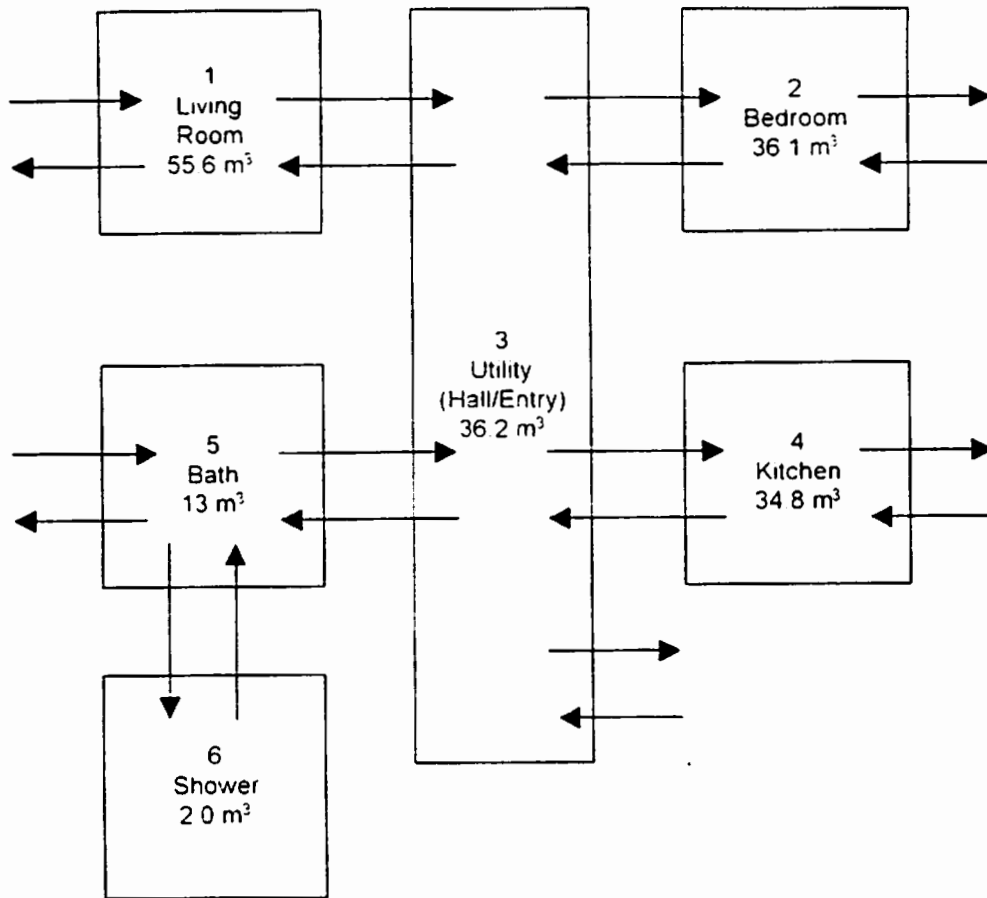 1
Living
Room
55.6 m³
2
Bedroom
36.1 m³
3
Utility
(Hall/Entry)
36.2 m³
5
Bath
13 m³
4
Kitchen
34.8 m³
6
Shower
2.0 m³